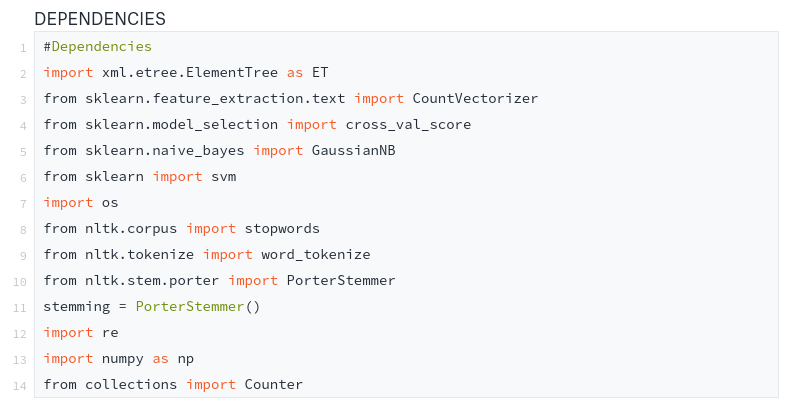 DEPENDENCIES
1 #Dependencies
2 import xml.etree.ElementTree as ET
3 from sklearn.feature_extraction.text import CountVectorizer
4 from sklearn.model_selection import cross_val_score
5 from sklearn.naive_bayes import GaussianNB
6 from sklearn import svm
7 import os
8 from nltk.corpus import stopwords
9 from nltk.tokenize import word_tokenize
10 from nltk.stem.porter import PorterStemmer
11 stemming = PorterStemmer()
12 import re
13 import numpy as np
14 from collections import Counter